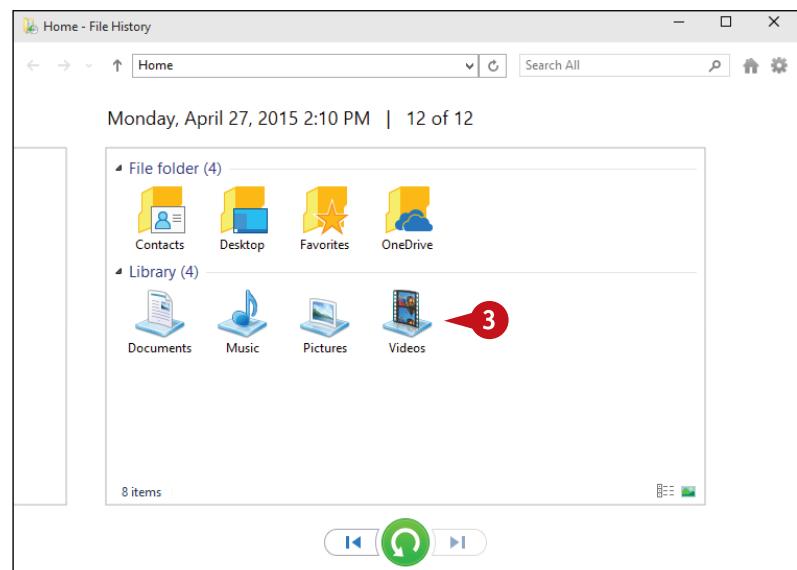 Home - File History
Home
Search All
Monday, April 27, 2015 2:10 PM | 12 of 12
File folder (4)
Contacts Desktop Favorites OneDrive
Library (4)
3
Documents Music Pictures Videos
8 items